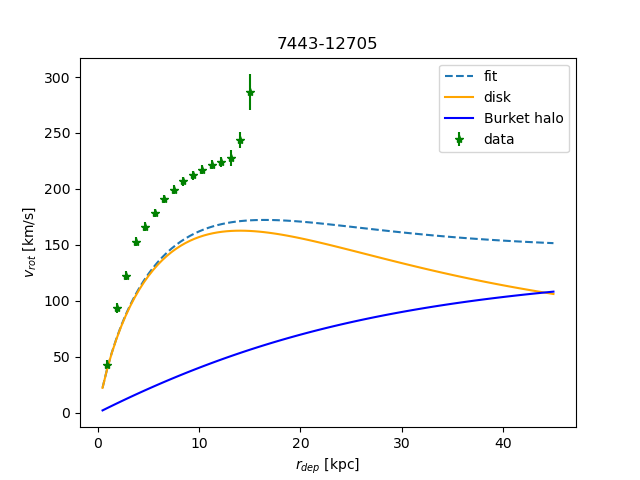 7443-12705
fit
disk
Burket halo
data
v_rot [km/s]
300
250
200
150
100
50
0
0 10 20 30 40
r_dep [kpc]